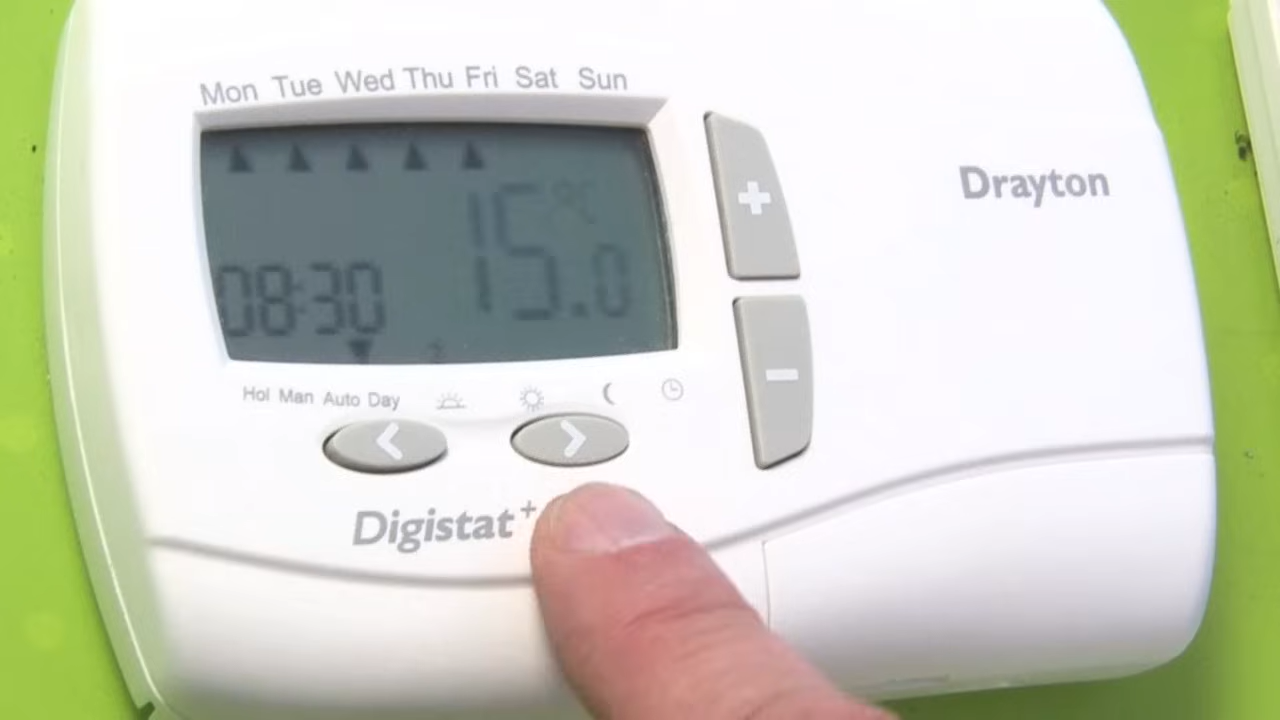 Mon Tue Wed Thu Fri Sat Sun
Drayton
15.0 °C
08:30
Hol Man Auto Day
Digistat+